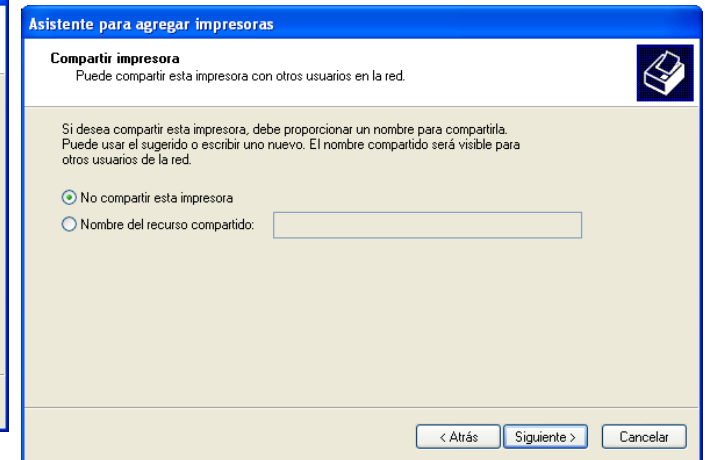 Asistente para agregar impresoras
Compartir impresora
Puede compartir esta impresora con otros usuarios en la red.
Si desea compartir esta impresora, debe proporcionar un nombre para compartirla.
Puede usar el sugerido o escribir uno nuevo. El nombre compartido será visible para
otros usuarios de la red.
No compartir esta impresora
Nombre del recurso compartido:
< Atrás Siguiente > Cancelar